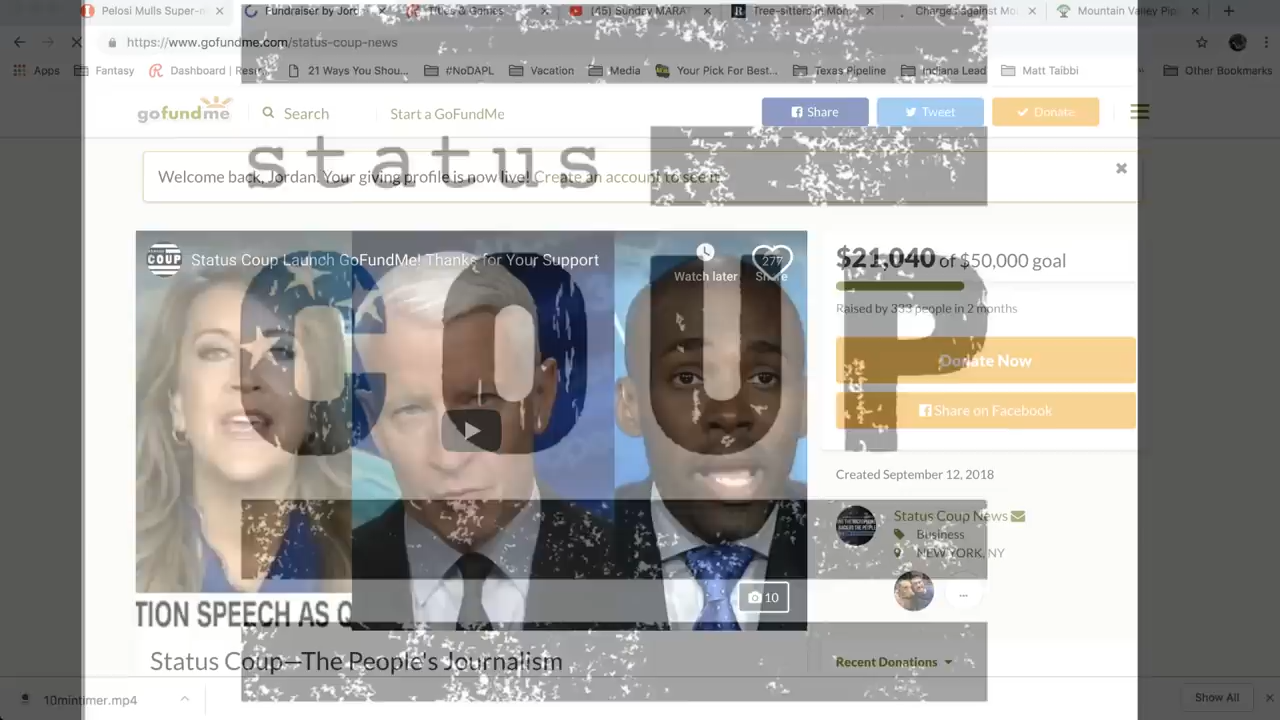 Pelosi Mulls Super-m
Fundraiser by Jord
(45) Sunday MARA
Tree-sitters in Mon
Charges against Mo
Mountain Valley Pip
https://www.gofundme.com/status-coup-news
Apps
Fantasy
Dashboard | Resr
21 Ways You Shou...
#NoDAPL
Vacation
Media
Your Pick For Best...
Texas Pipeline
Indiana Lead
Matt Taibbi
Other Bookmarks
gofundme
Search
Start a GoFundMe
Share
Tweet
Donate
status
Welcome back, Jordan. Your giving profile is now live! Create an account to see it.
COUP
Status Coup Launch GoFundMe! Thanks for Your Support
Watch later
277
Share
$21,040 of $50,000 goal
Raised by 333 people in 2 months
Donate Now
Share on Facebook
COUP
Created September 12, 2018
Status Coup News
Business
NEW YORK, NY
10
TION SPEECH AS
Status Coup—The People's Journalism
Recent Donations
10mintimer.mp4
Show All